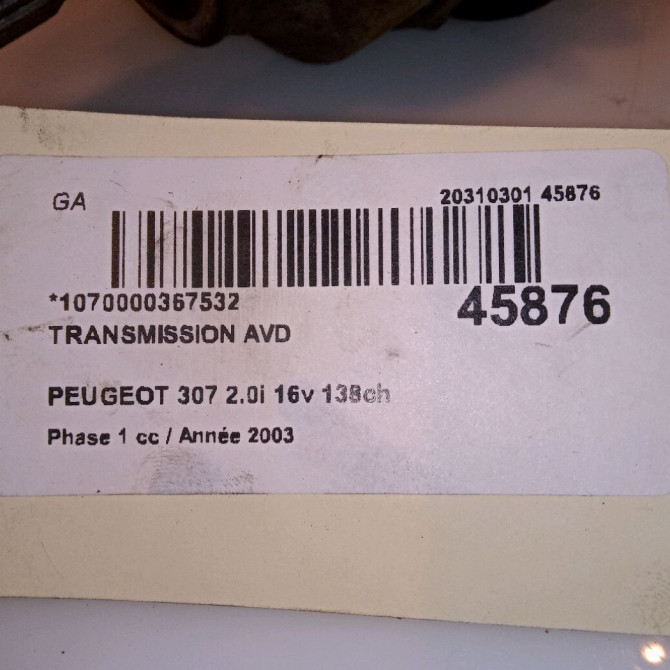 GA
20310301 45876
*1070000367532
45876
TRANSMISSION AVD
PEUGEOT 307 2.0i 16v 138ch
Phase 1 cc / Année 2003